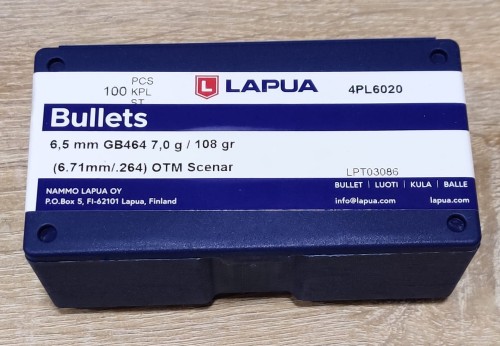 100 PCS KPL ST
LAPUA
4PL6020
Bullets
6,5 mm GB464 7,0 g / 108 gr
(6.71mm/.264) OTM Scenar
LPT03086
BULLET | LUOTI | KULA | BALLE
NAMMO LAPUA OY
P.O.Box 5, FI-62101 Lapua, Finland
info@lapua.com
lapua.com